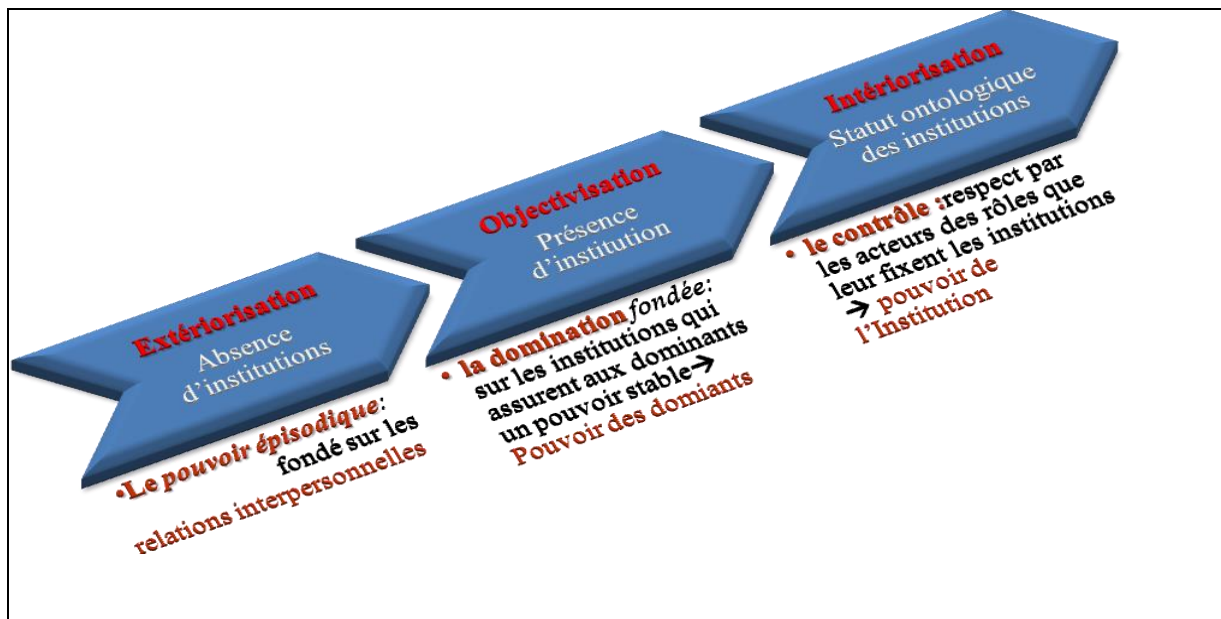 Extériorisation
Absence
d'institutions
•Le pouvoir épisodique:
fondé sur les
relations interpersonnelles
Objectivisation
Présence
d'institution
• la domination fondée:
sur les institutions qui
assurent aux dominants
un pouvoir stable→
Pouvoir des domiants
Intériorisation
Statut ontologique
des institutions
• le contrôle :respect par
les acteurs des rôles que
leur fixent les institutions
→ pouvoir de
l'Institution